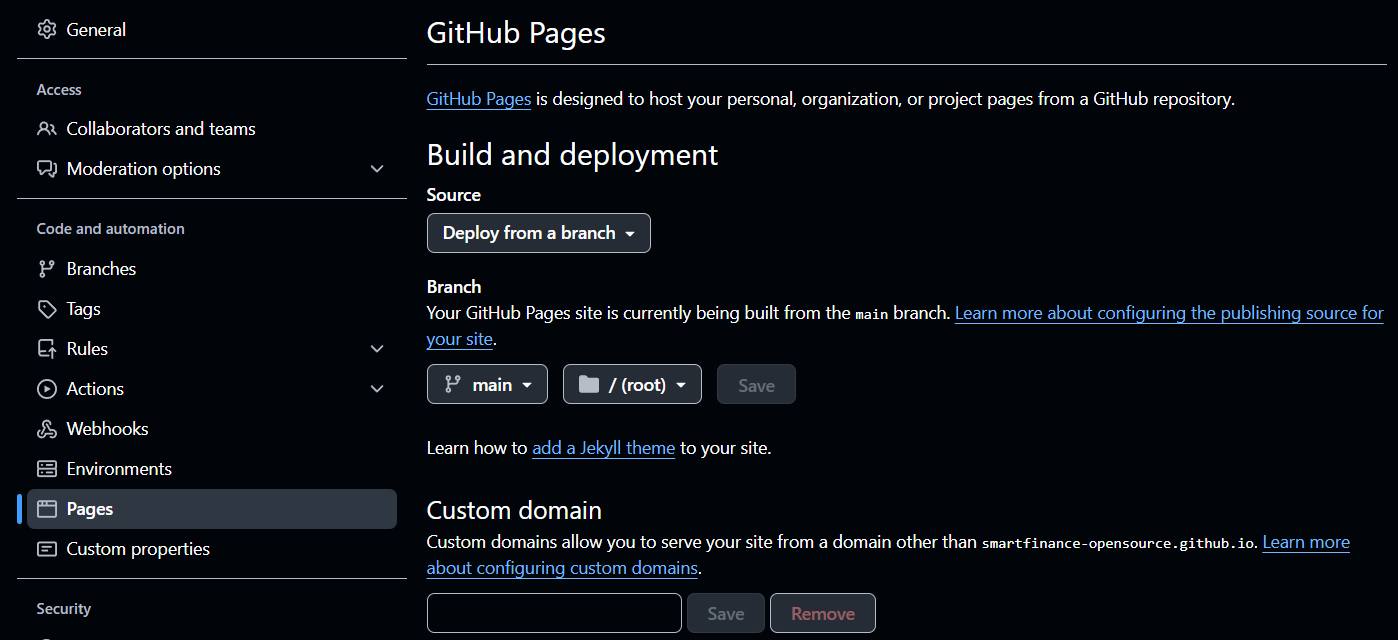 General
Access
Collaborators and teams
Moderation options
Code and automation
Branches
Tags
Rules
Actions
Webhooks
Environments
Pages
Custom properties
Security
GitHub Pages
GitHub Pages is designed to host your personal, organization, or project pages from a GitHub repository.
Build and deployment
Source
Deploy from a branch
Branch
Your GitHub Pages site is currently being built from the main branch. Learn more about configuring the publishing source for
your site.
main / (root) Save
Learn how to add a Jekyll theme to your site.
Custom domain
Custom domains allow you to serve your site from a domain other than smartfinance-opensource.github.io. Learn more
about configuring custom domains.
Save Remove